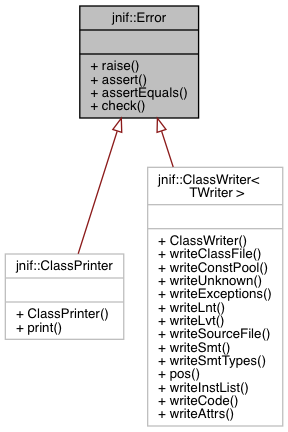 jnif::Error
+ raise()
+ assert()
+ assertEquals()
+ check()
jnif::ClassPrinter
+ ClassPrinter()
+ print()
jnif::ClassWriter<
TWriter >
+ ClassWriter()
+ writeClassFile()
+ writeConstPool()
+ writeUnknown()
+ writeExceptions()
+ writeLnt()
+ writeLvt()
+ writeSourceFile()
+ writeSmt()
+ writeSmtTypes()
+ pos()
+ writeInstList()
+ writeCode()
+ writeAttrs()